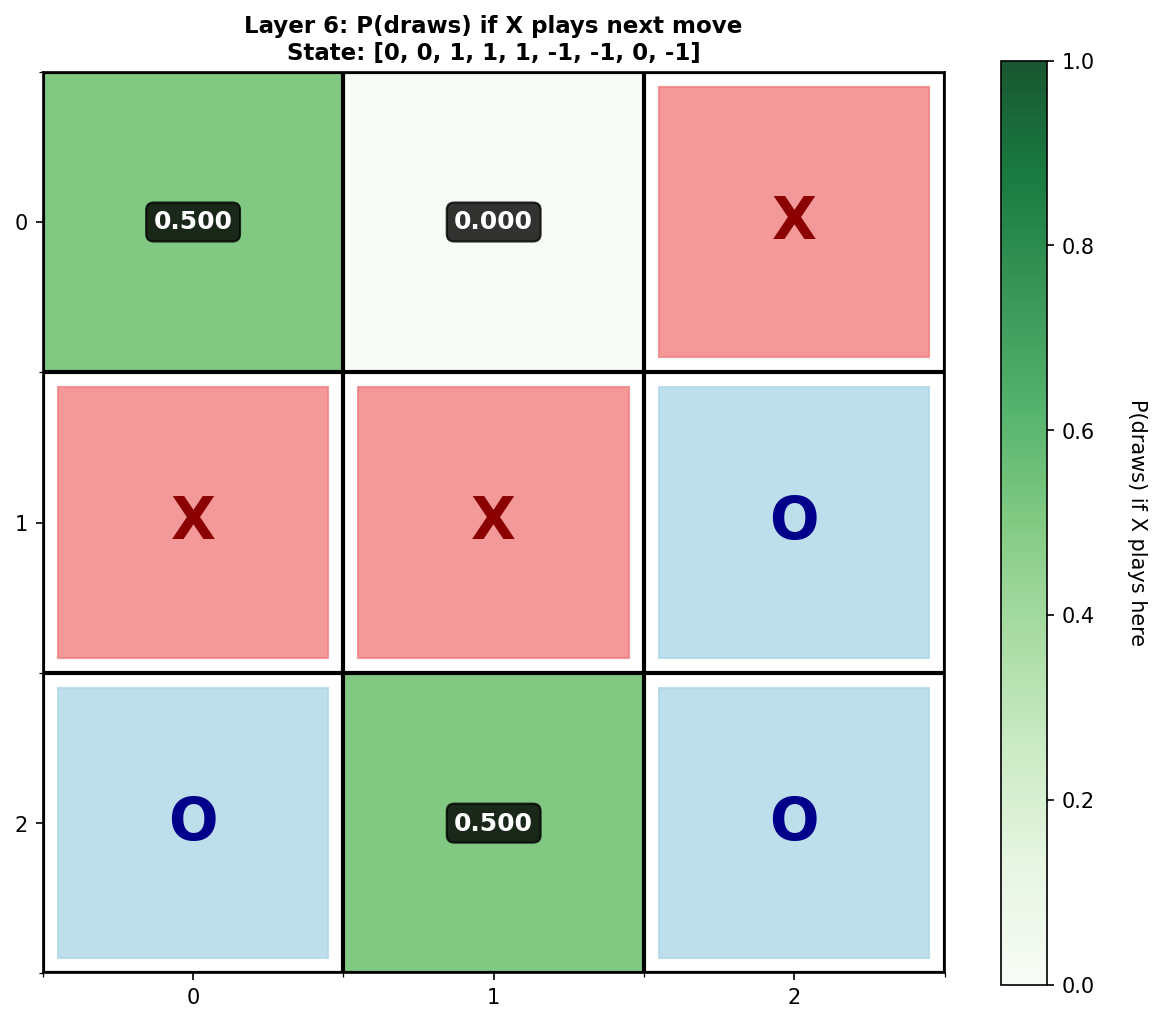 Layer 6: P(draws) if X plays next move
State: [0, 0, 1, 1, 1, -1, -1, 0, -1]
0
0.500
0.000
X
1
X
X
O
2
O
0.500
O
0
1
2
1.0
0.8
0.6
0.4
0.2
0.0
P(draws) if X plays here